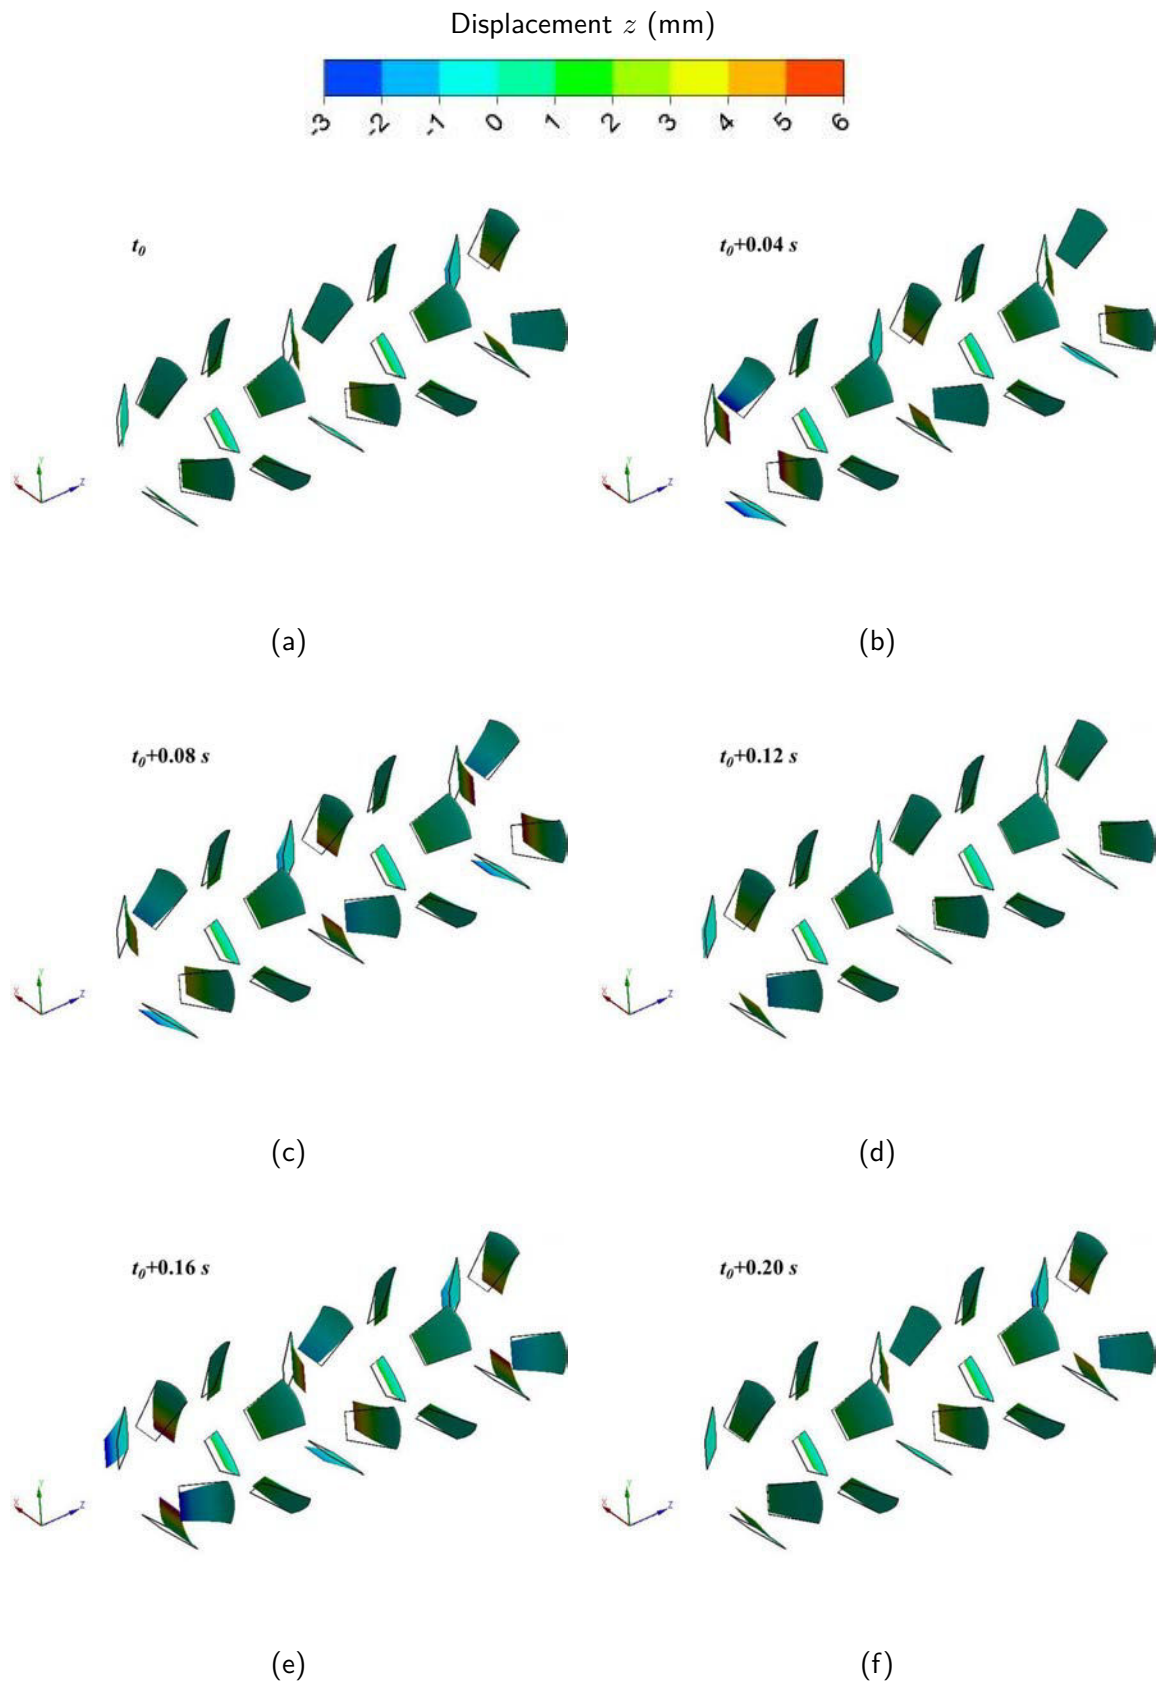 Displacement z (mm)
-3 -2 -1 0 1 2 3 4 5 6
t0 t0+0.04 s
X Y Z X Y Z
(a) (b)
t0+0.08 s t0+0.12 s
X Y Z X Y Z
(c) (d)
t0+0.16 s t0+0.20 s
X Y Z X Y Z
(e) (f)